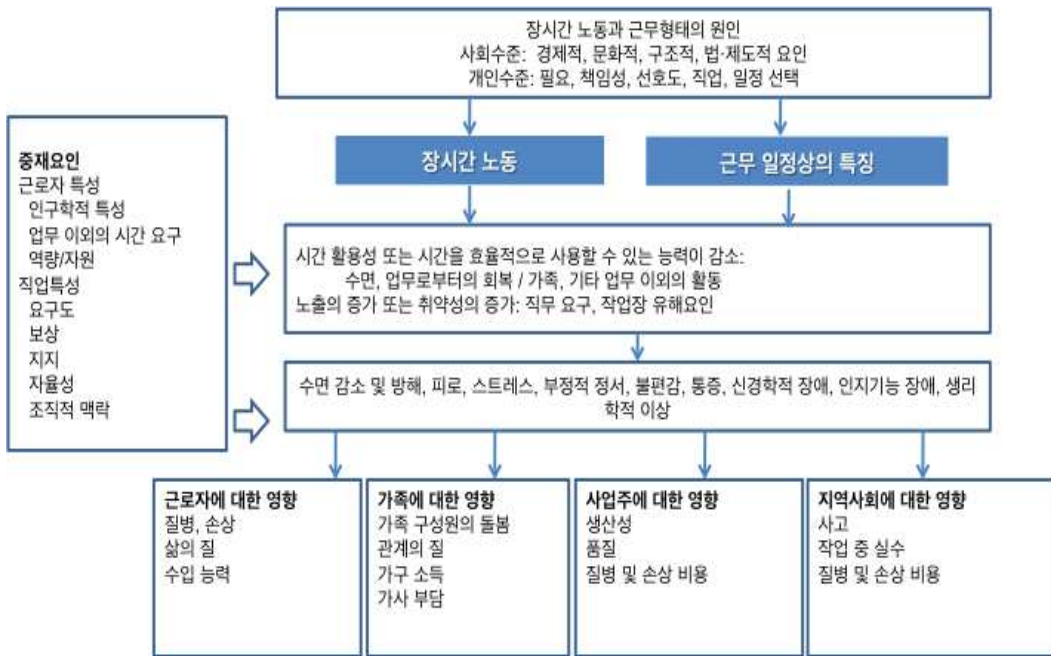 장시간 노동과 근무형태의 원인
사회수준: 경제적, 문화적, 구조적, 법·제도적 요인
개인수준: 필요, 책임성, 선호도, 직업, 일정 선택
장시간 노동
근무 일정상의 특징
중재요인
근로자 특성
인구학적 특성
업무 이외의 시간 요구
역량/자원
직업특성
요구도
보상
지지
자율성
조직적 맥락
시간 활용성 또는 시간을 효율적으로 사용할 수 있는 능력이 감소:
수면, 업무로부터의 회복 / 가족, 기타 업무 이외의 활동
노출의 증가 또는 취약성의 증가: 직무 요구, 작업장 유해요인
수면 감소 및 방해, 피로, 스트레스, 부정적 정서, 불편감, 통증, 신경학적 장애, 인지기능 장애, 생리
학적 이상
근로자에 대한 영향
질병, 손상
삶의 질
수입 능력
가족에 대한 영향
가족 구성원의 돌봄
관계의 질
가구 소득
가사 부담
사업주에 대한 영향
생산성
품질
질병 및 손상 비용
지역사회에 대한 영향
사고
작업 중 실수
질병 및 손상 비용